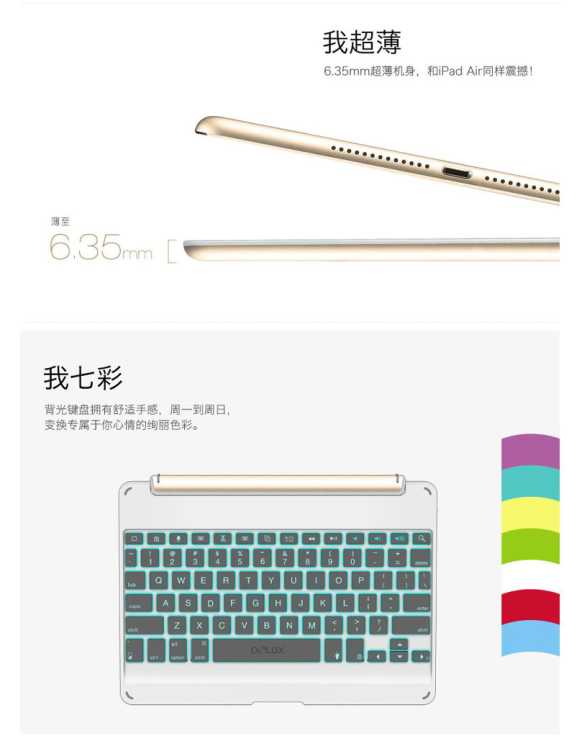 我超薄
6.35mm超薄机身，和iPad Air同样震撼！
薄至
6.35mm
我七彩
背光键盘拥有舒适手感，周一到周日，
变换专属于你心情的绚丽色彩。
Q W E R T Y U I O P
A S D F G H J K L
Z X C V B N M